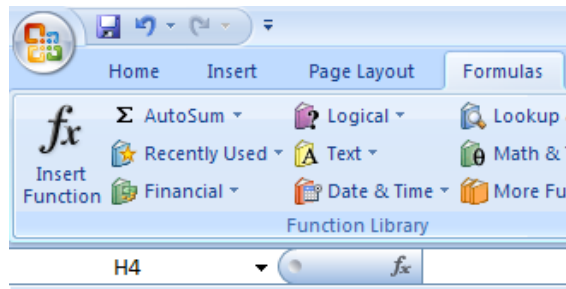 Home Insert Page Layout Formulas
fx Σ AutoSum Logical Lookup
Recently Used A Text θ Math &
Insert
Function Financial Date & Time More Fu
Function Library
H4 fx